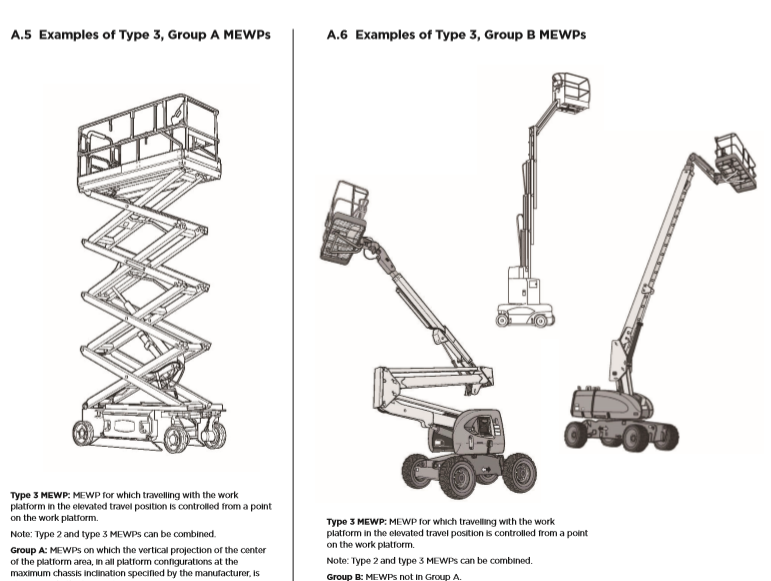 A.5 Examples of Type 3, Group A MEWPs
Type 3 MEWP: MEWP for which travelling with the work
platform in the elevated travel position is controlled from a point
on the work platform.
Note: Type 2 and type 3 MEWPs can be combined.
Group A: MEWPs on which the vertical projection of the center
of the platform area, in all platform configurations at the
maximum chassis inclination specified by the manufacturer, is
A.6 Examples of Type 3, Group B MEWPs
Type 3 MEWP: MEWP for which travelling with the work
platform in the elevated travel position is controlled from a point
on the work platform.
Note: Type 2 and type 3 MEWPs can be combined.
Group B: MEWPs not in Group A.